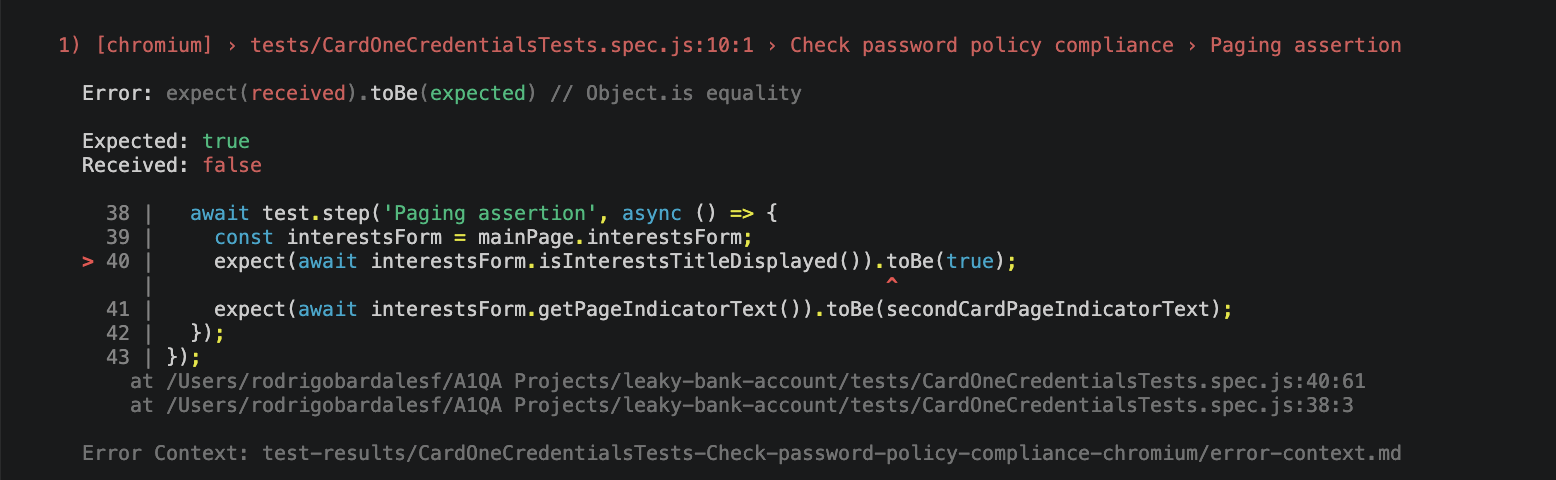 1) [chromium] › tests/CardOneCredentialsTests.spec.js:10:1 › Check password policy compliance › Paging assertion
Error: expect(received).toBe(expected) // Object.is equality
Expected: true
Received: false
38 |   await test.step('Paging assertion', async () => {
39 |     const interestsForm = mainPage.interestsForm;
> 40 |     expect(await interestsForm.isInterestsTitleDisplayed()).toBe(true);
|                                                               ^
41 |     expect(await interestsForm.getPageIndicatorText()).toBe(secondCardPageIndicatorText);
42 |   });
43 | });
at /Users/rodrigobardalesf/A1QA Projects/leaky-bank-account/tests/CardOneCredentialsTests.spec.js:40:61
at /Users/rodrigobardalesf/A1QA Projects/leaky-bank-account/tests/CardOneCredentialsTests.spec.js:38:3
Error Context: test-results/CardOneCredentialsTests-Check-password-policy-compliance-chromium/error-context.md